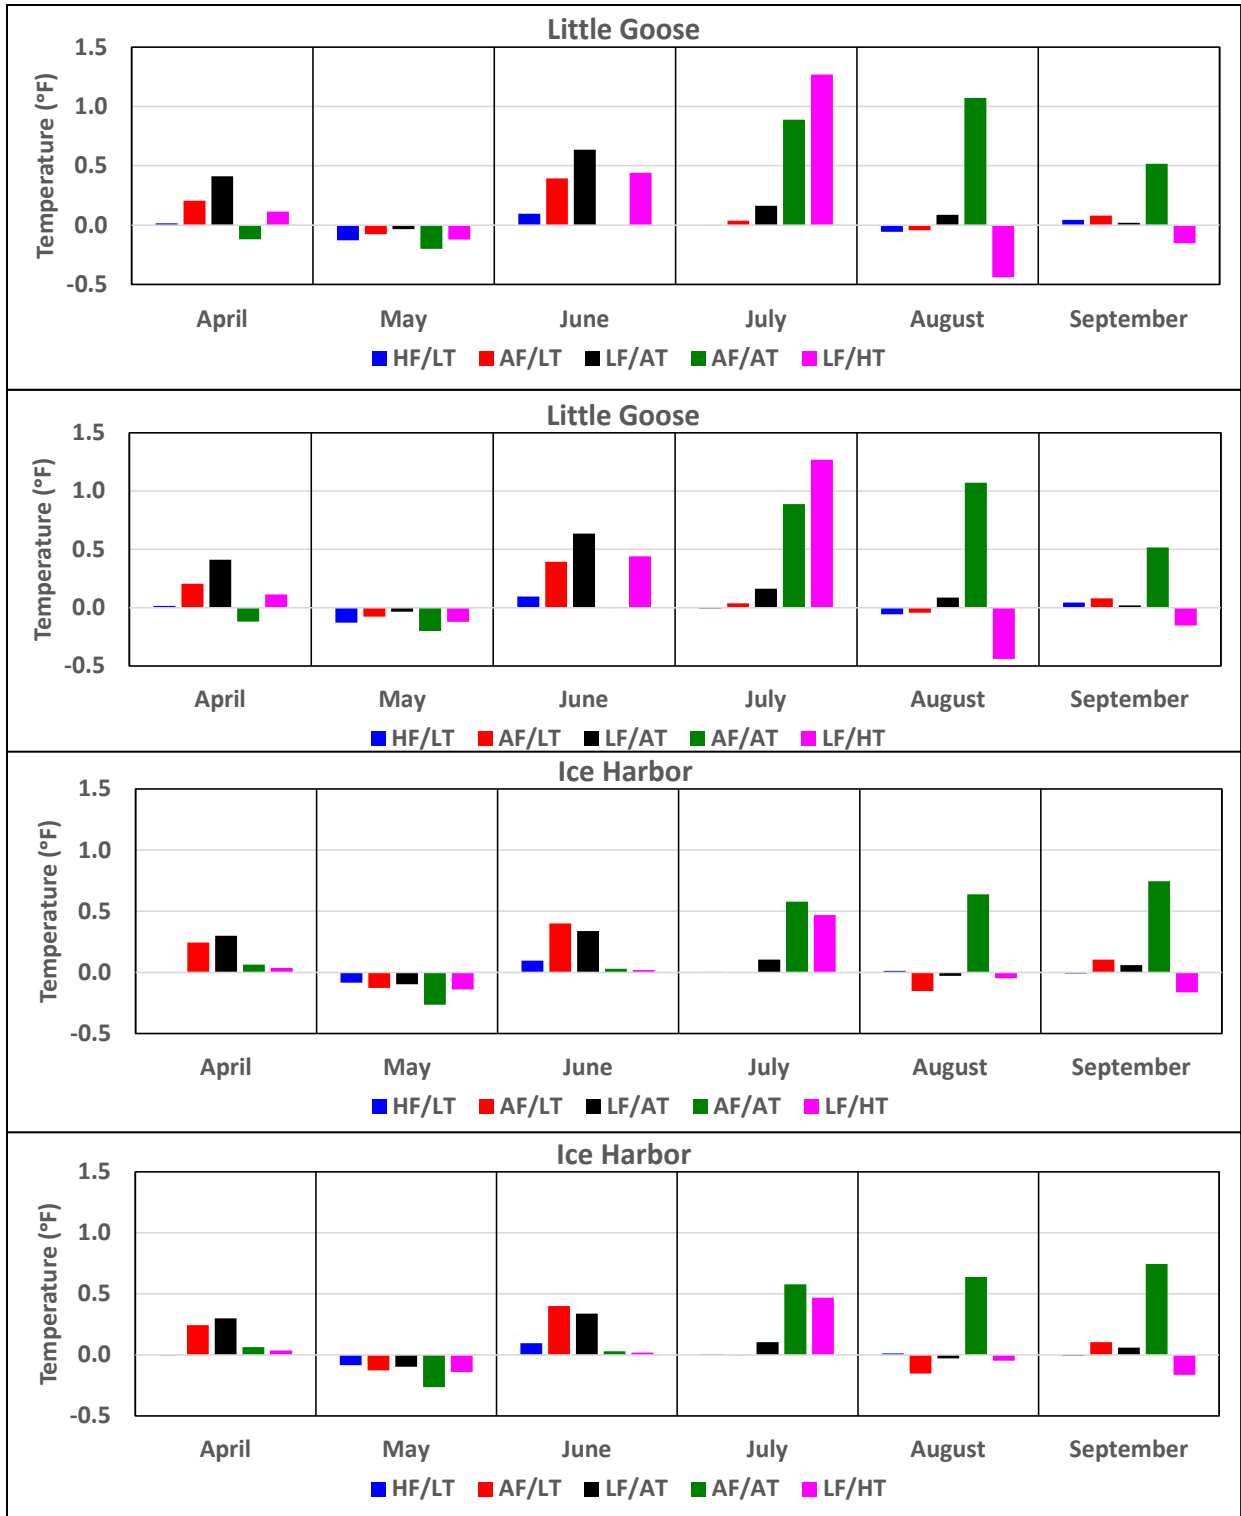 Little Goose
Temperature (°F)
1.5
1.0
0.5
0.0
-0.5
April May June July August September
HF/LT AF/LT LF/AT AF/AT LF/HT
Little Goose
Temperature (°F)
1.5
1.0
0.5
0.0
-0.5
April May June July August September
HF/LT AF/LT LF/AT AF/AT LF/HT
Ice Harbor
Temperature (°F)
1.5
1.0
0.5
0.0
-0.5
April May June July August September
HF/LT AF/LT LF/AT AF/AT LF/HT
Ice Harbor
Temperature (°F)
1.5
1.0
0.5
0.0
-0.5
April May June July August September
HF/LT AF/LT LF/AT AF/AT LF/HT